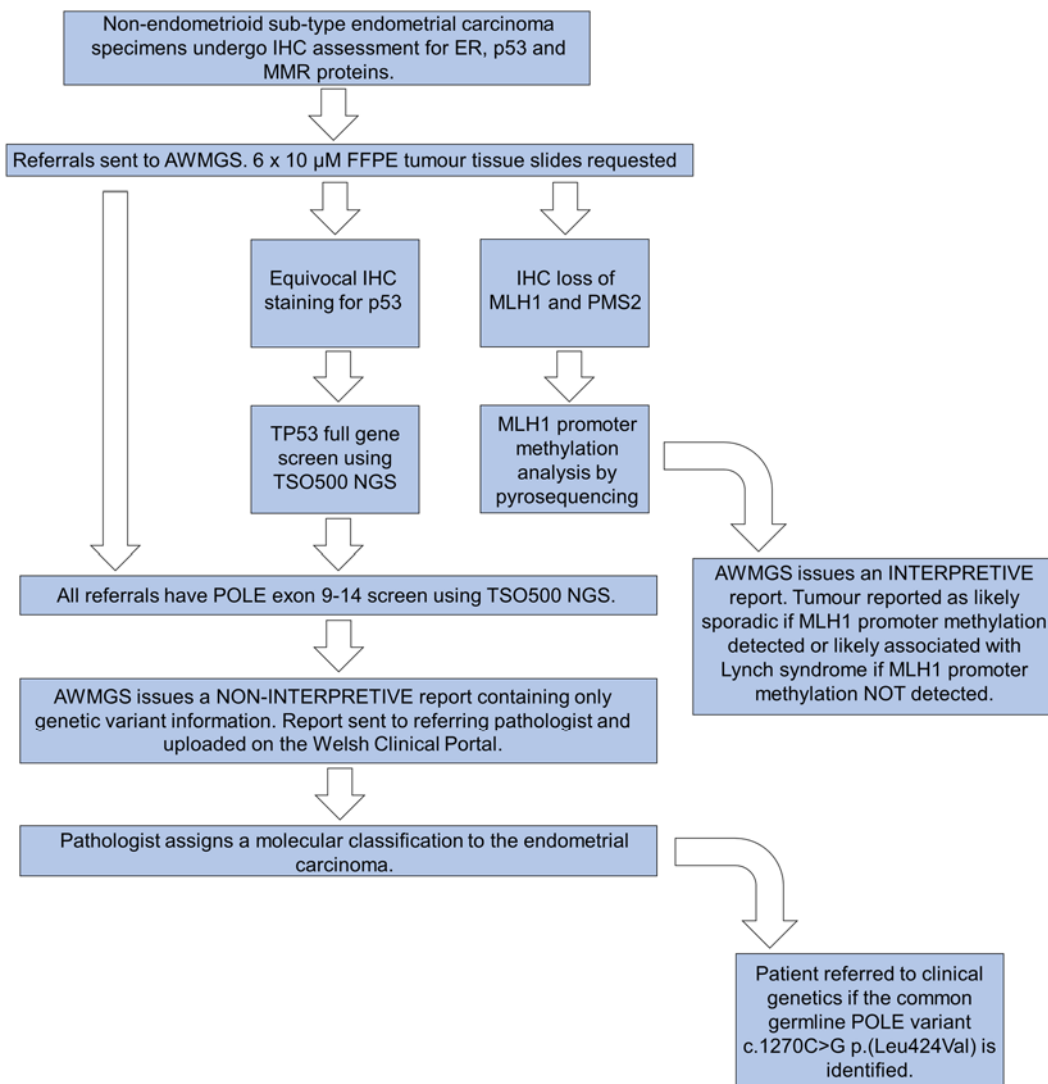 Non-endometrioid sub-type endometrial carcinoma
specimens undergo IHC assessment for ER, p53 and
MMR proteins.
Referrals sent to AWMGS. 6 x 10 µM FFPE tumour tissue slides requested
Equivocal IHC
staining for p53
IHC loss of
MLH1 and PMS2
TP53 full gene
screen using
TSO500 NGS
MLH1 promoter
methylation
analysis by
pyrosequencing
All referrals have POLE exon 9-14 screen using TSO500 NGS.
AWMGS issues an INTERPRETIVE
report. Tumour reported as likely
sporadic if MLH1 promoter methylation
detected or likely associated with
Lynch syndrome if MLH1 promoter
methylation NOT detected.
AWMGS issues a NON-INTERPRETIVE report containing only
genetic variant information. Report sent to referring pathologist and
uploaded on the Welsh Clinical Portal.
Pathologist assigns a molecular classification to the endometrial
carcinoma.
Patient referred to clinical
genetics if the common
germline POLE variant
c.1270C>G p.(Leu424Val) is
identified.